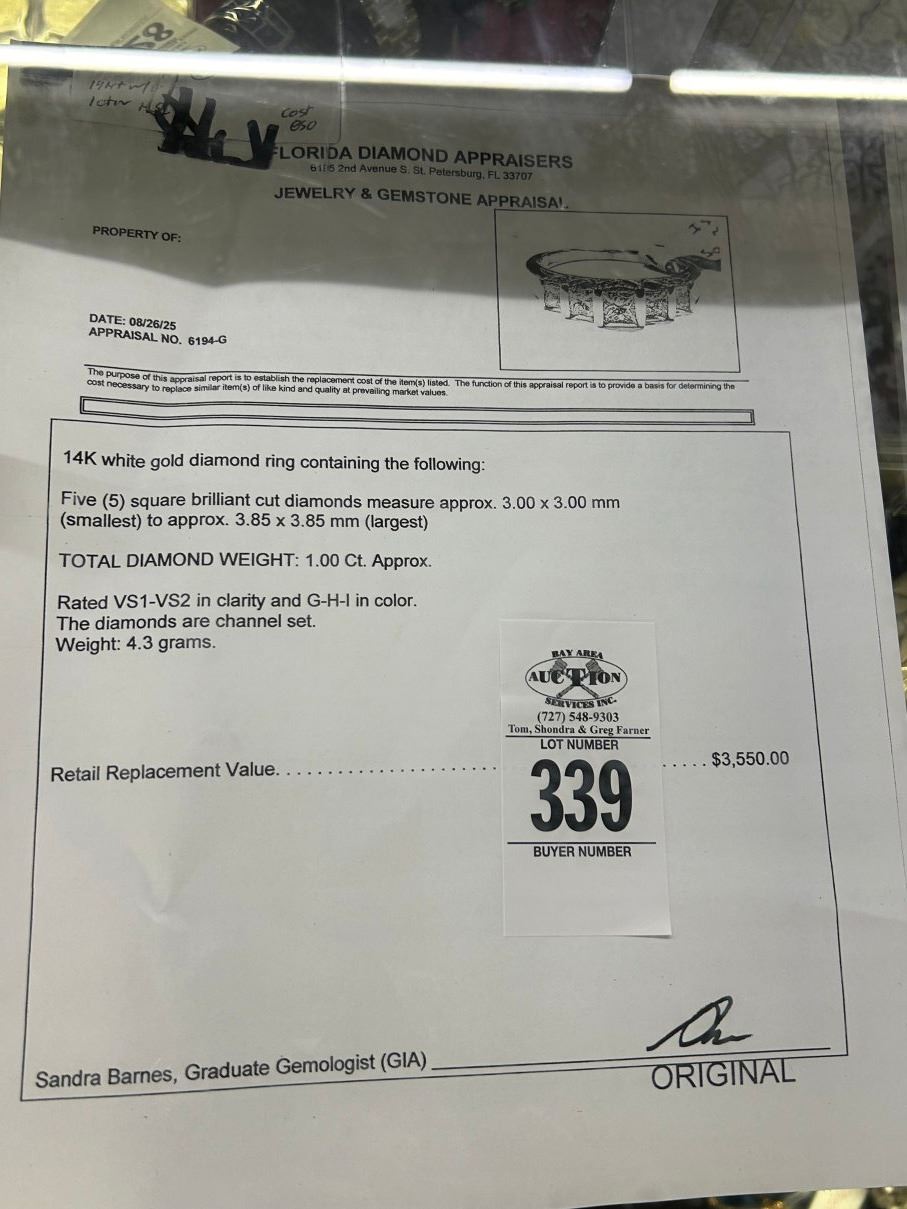 Cost
650
FLORIDA DIAMOND APPRAISERS
6185 2nd Avenue S. St. Petersburg, FL 33707
JEWELRY & GEMSTONE APPRAISAL
PROPERTY OF:
DATE: 08/26/25
APPRAISAL NO. 6194-G
The purpose of this appraisal report is to establish the replacement cost of the item(s) listed. The function of this appraisal report is to provide a basis for determining the
cost necessary to replace similar item(s) of like kind and quality at prevailing market values.
14K white gold diamond ring containing the following:
Five (5) square brilliant cut diamonds measure approx. 3.00 x 3.00 mm
(smallest) to approx. 3.85 x 3.85 mm (largest)
TOTAL DIAMOND WEIGHT: 1.00 Ct. Approx.
Rated VS1-VS2 in clarity and G-H-I in color.
The diamonds are channel set.
Weight: 4.3 grams.
BAY AREA
AUCTION
SERVICES INC.
(727) 548-9303
Tom, Shondra & Greg Farner
LOT NUMBER
339
BUYER NUMBER
Retail Replacement Value. . . . . . . . . . . . . . . . . . . . . . . . . . $3,550.00
Sandra Barnes, Graduate Gemologist (GIA)
ORIGINAL